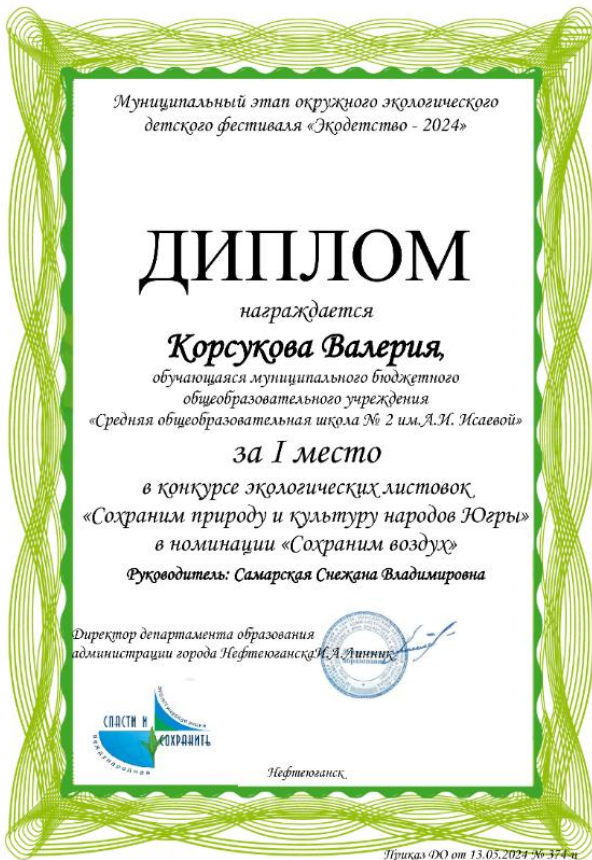 Муниципальный этап окружного экологического
детского фестиваля «Экодетство - 2024»
ДИПЛОМ
награждается
Корсукова Валерия,
обучающаяся муниципального бюджетного
общеобразовательного учреждения
«Средняя общеобразовательная школа № 2 им.А.И. Исаевой»
за I место
в конкурсе экологических листовок
«Сохраним природу и культуру народов Югры»
в номинации «Сохраним воздух»
Руководитель: Самарская Снежана Владимировна
Директор департамента образования
администрации города НефтеюганскаИ.А.Линник
СПАСТИ И
СОХРАНИТЬ
МЕЖДУНАРОДНАЯ
Нефтеюганск
Приказ ДО от 13.05.2024 № 374-п